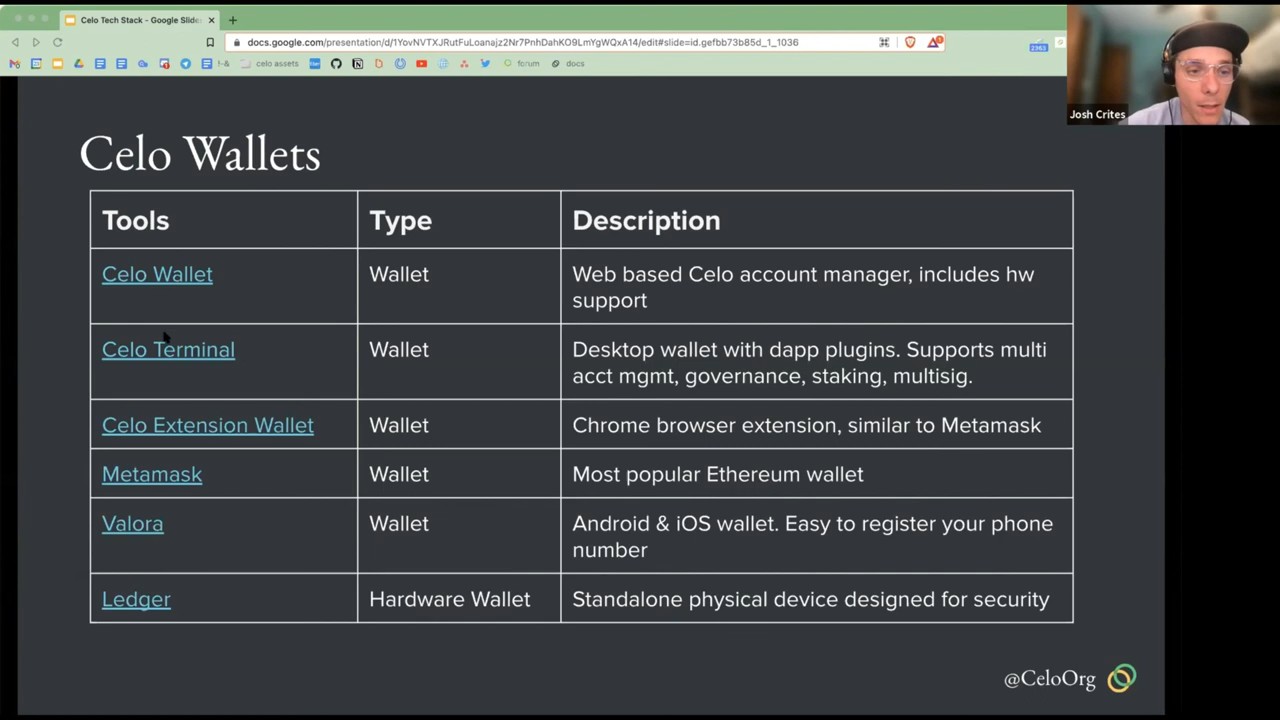 Celo Tech Stack - Google Slides
docs.google.com/presentation/d/1YovNVTXJRutFuLoanajz2Nr7PnhDahKO9LmYgWQxA14/edit#slide=id.gefbb73b85d_1_1036
2363
!-& celo assets forum docs
Josh Crites
Celo Wallets
Tools Type Description
Celo Wallet Wallet Web based Celo account manager, includes hw
support
Celo Terminal Wallet Desktop wallet with dapp plugins. Supports multi
acct mgmt, governance, staking, multisig.
Celo Extension Wallet Wallet Chrome browser extension, similar to Metamask
Metamask Wallet Most popular Ethereum wallet
Valora Wallet Android & iOS wallet. Easy to register your phone
number
Ledger Hardware Wallet Standalone physical device designed for security
@CeloOrg